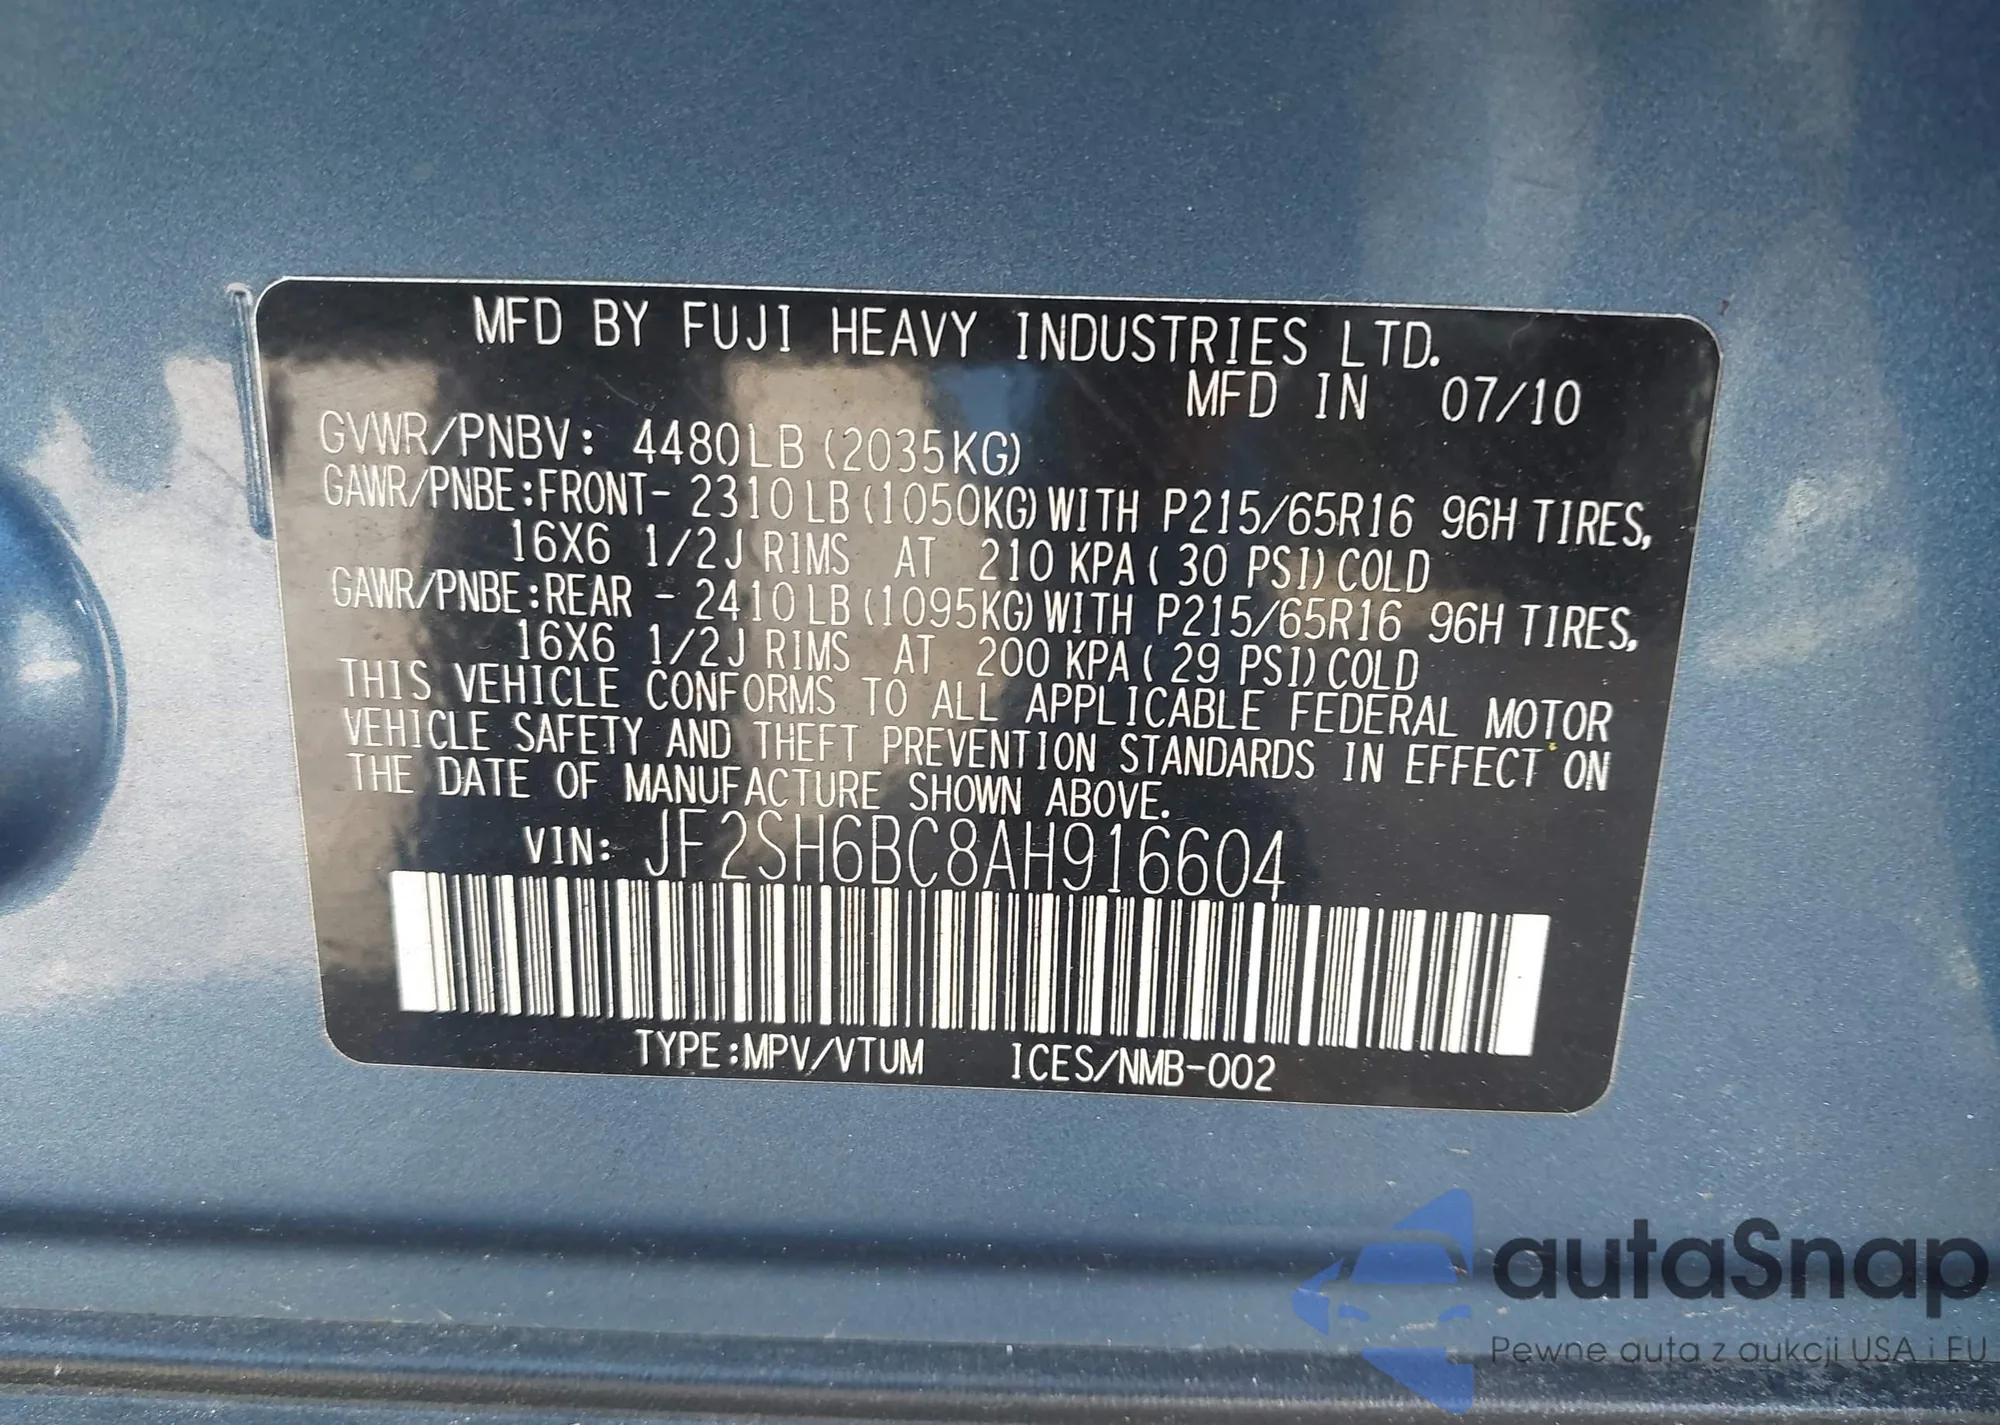 MFD BY FUJI HEAVY INDUSTRIES LTD.
MFD IN 07/10
GVWR/PNBV: 4480LB (2035KG)
GAWR/PNBE:FRONT- 2310LB (1050KG) WITH P215/65R16 96H TIRES,
16X6 1/2J RIMS AT 210 KPA ( 30 PSI) COLD
GAWR/PNBE:REAR - 2410LB (1095KG) WITH P215/65R16 96H TIRES,
16X6 1/2J RIMS AT 200 KPA ( 29 PSI) COLD
THIS VEHICLE CONFORMS TO ALL APPLICABLE FEDERAL MOTOR
VEHICLE SAFETY AND THEFT PREVENTION STANDARDS IN EFFECT ON
THE DATE OF MANUFACTURE SHOWN ABOVE.
VIN: JF2SH6BC8AH916604
TYPE:MPV/VTUM ICES/NMB-002
autaSnap
Pewne auta z aukcji USA i EU